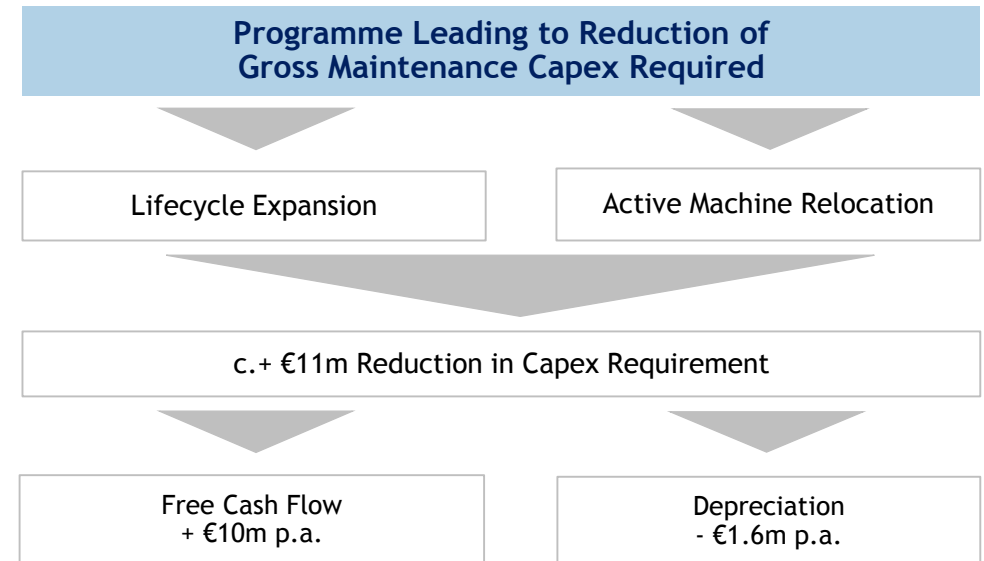 Programme Leading to Reduction of
Gross Maintenance Capex Required
Lifecycle Expansion
Active Machine Relocation
c.+ €11m Reduction in Capex Requirement
Free Cash Flow
+ €10m p.a.
Depreciation
- €1.6m p.a.